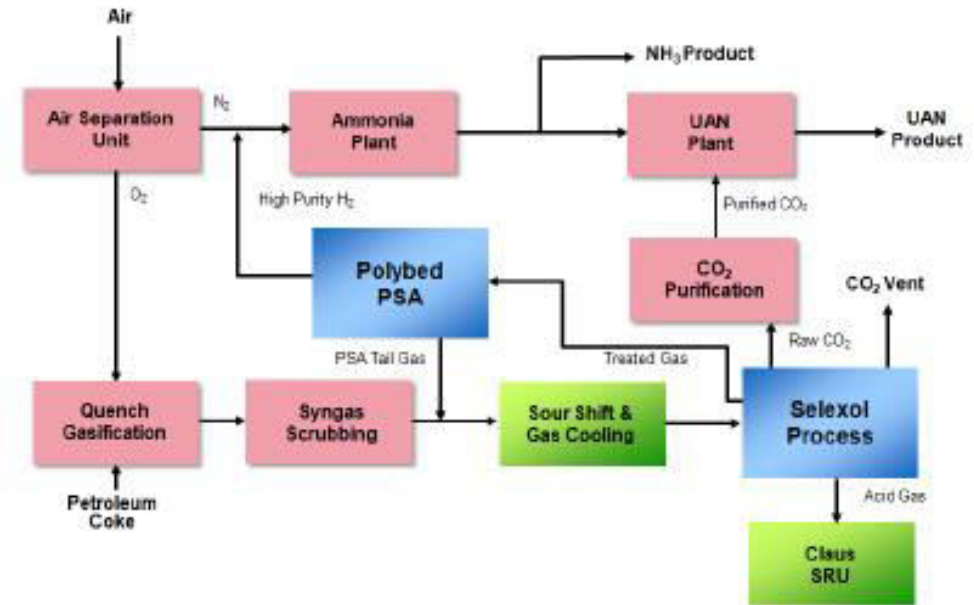 Air
Air Separation
Unit
N₂
Ammonia
Plant
NH₃ Product
UAN
Plant
UAN
Product
O₂
High Purity H₂
Purified CO₂
Polybed
PSA
CO₂
Purification
CO₂ Vent
PSA Tail Gas
Treated Gas
Raw CO₂
Quench
Gasification
Syngas
Scrubbing
Sour Shift &
Gas Cooling
Selexol
Process
Petroleum
Coke
Acid Gas
Claus
SRU